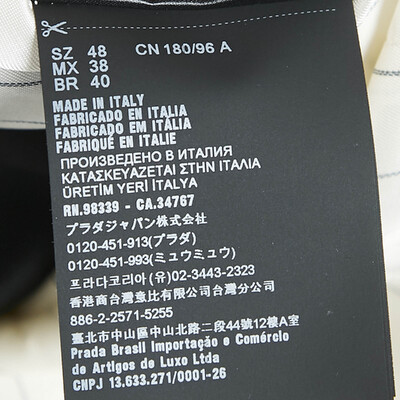 SZ 48 CN 180/96 A
MX 38
BR 40
MADE IN ITALY
FABRICADO EN ITALIA
FABRICADO EM ITÁLIA
FABRIQUÉ EN ITALIE
ПРОИЗВЕДЕНО В ИТАЛИЯ
ΚΑΤΑΣΚΕΥΑΖΕΤΑΙ ΣΤΗΝ ΙΤΑΛΙΑ
ÜRETİM YERİ İTALYA
RN.98339 - CA.34767
プラダジャパン株式会社
0120-451-913(プラダ)
0120-451-993(ミュウミュウ)
프라다코리아 (유)02-3443-2323
香港商台灣意比有限公司台灣分公司
886-2-2571-5255
臺北市中山區中山北路二段44號12樓A室
Prada Brasil Importação e Comércio
de Artigos de Luxo Ltda
CNPJ 13.633.271/0001-26